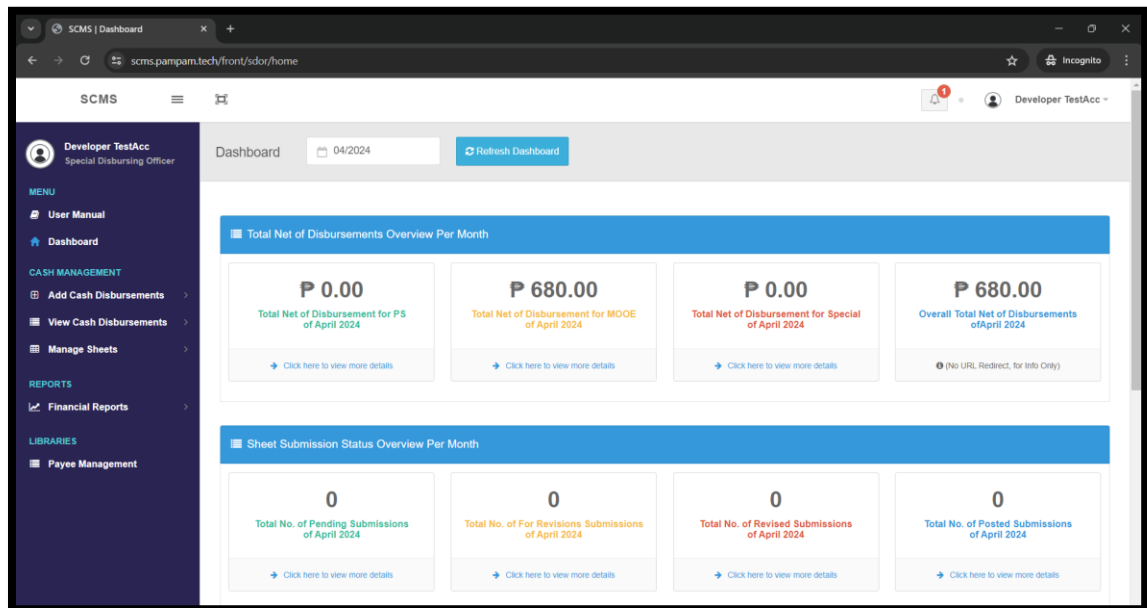 SCMS | Dashboard
scms.pampam.tech/front/sdor/home
Incognito
SCMS
1
Developer TestAcc
Developer TestAcc
Special Disbursing Officer
MENU
User Manual
Dashboard
CASH MANAGEMENT
Add Cash Disbursements
View Cash Disbursements
Manage Sheets
REPORTS
Financial Reports
LIBRARIES
Payee Management
Dashboard
04/2024
Refresh Dashboard
Total Net of Disbursements Overview Per Month
₱ 0.00
Total Net of Disbursement for PS
of April 2024
Click here to view more details
₱ 680.00
Total Net of Disbursement for MOOE
of April 2024
Click here to view more details
₱ 0.00
Total Net of Disbursement for Special
of April 2024
Click here to view more details
₱ 680.00
Overall Total Net of Disbursements
ofApril 2024
(No URL Redirect, for Info Only)
Sheet Submission Status Overview Per Month
0
Total No. of Pending Submissions
of April 2024
Click here to view more details
0
Total No. of For Revisions Submissions
of April 2024
Click here to view more details
0
Total No. of Revised Submissions
of April 2024
Click here to view more details
0
Total No. of Posted Submissions
of April 2024
Click here to view more details